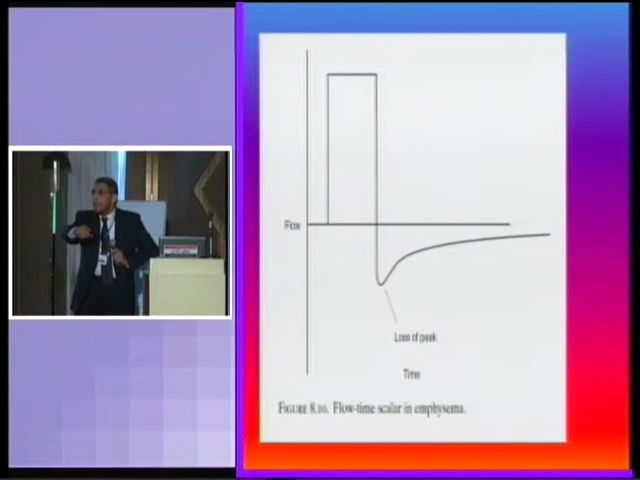 Flow
Loss of peak
Time
FIGURE 8.10. Flow-time scalar in emphysema.